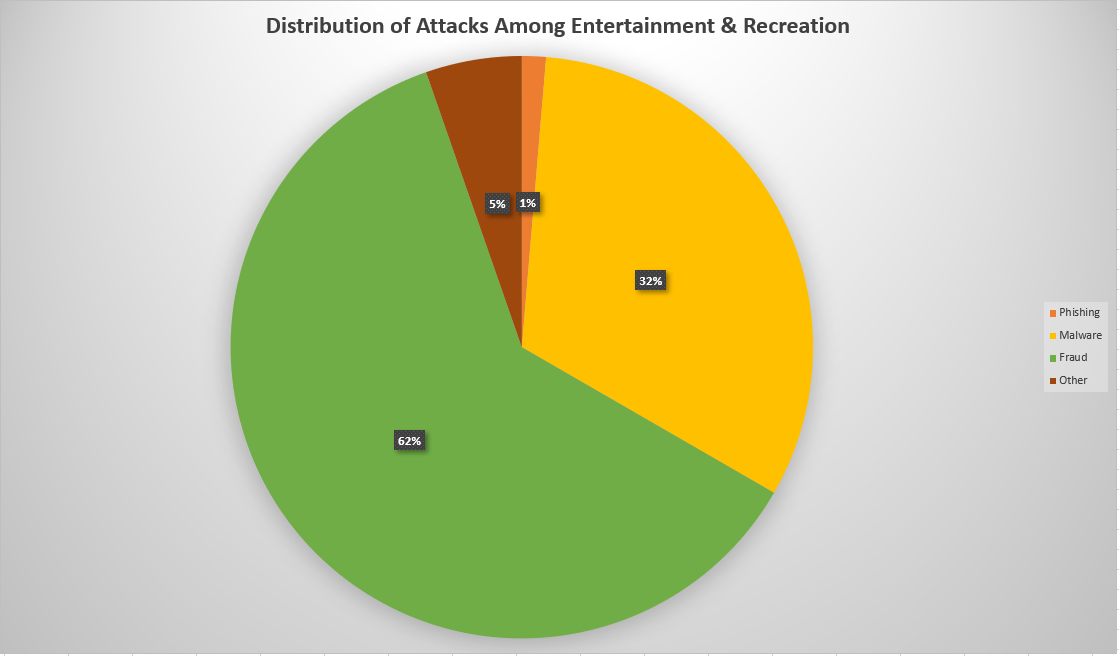 Distribution of Attacks Among Entertainment & Recreation
5% 1%
32%
Phishing
Malware
Fraud
Other
62%